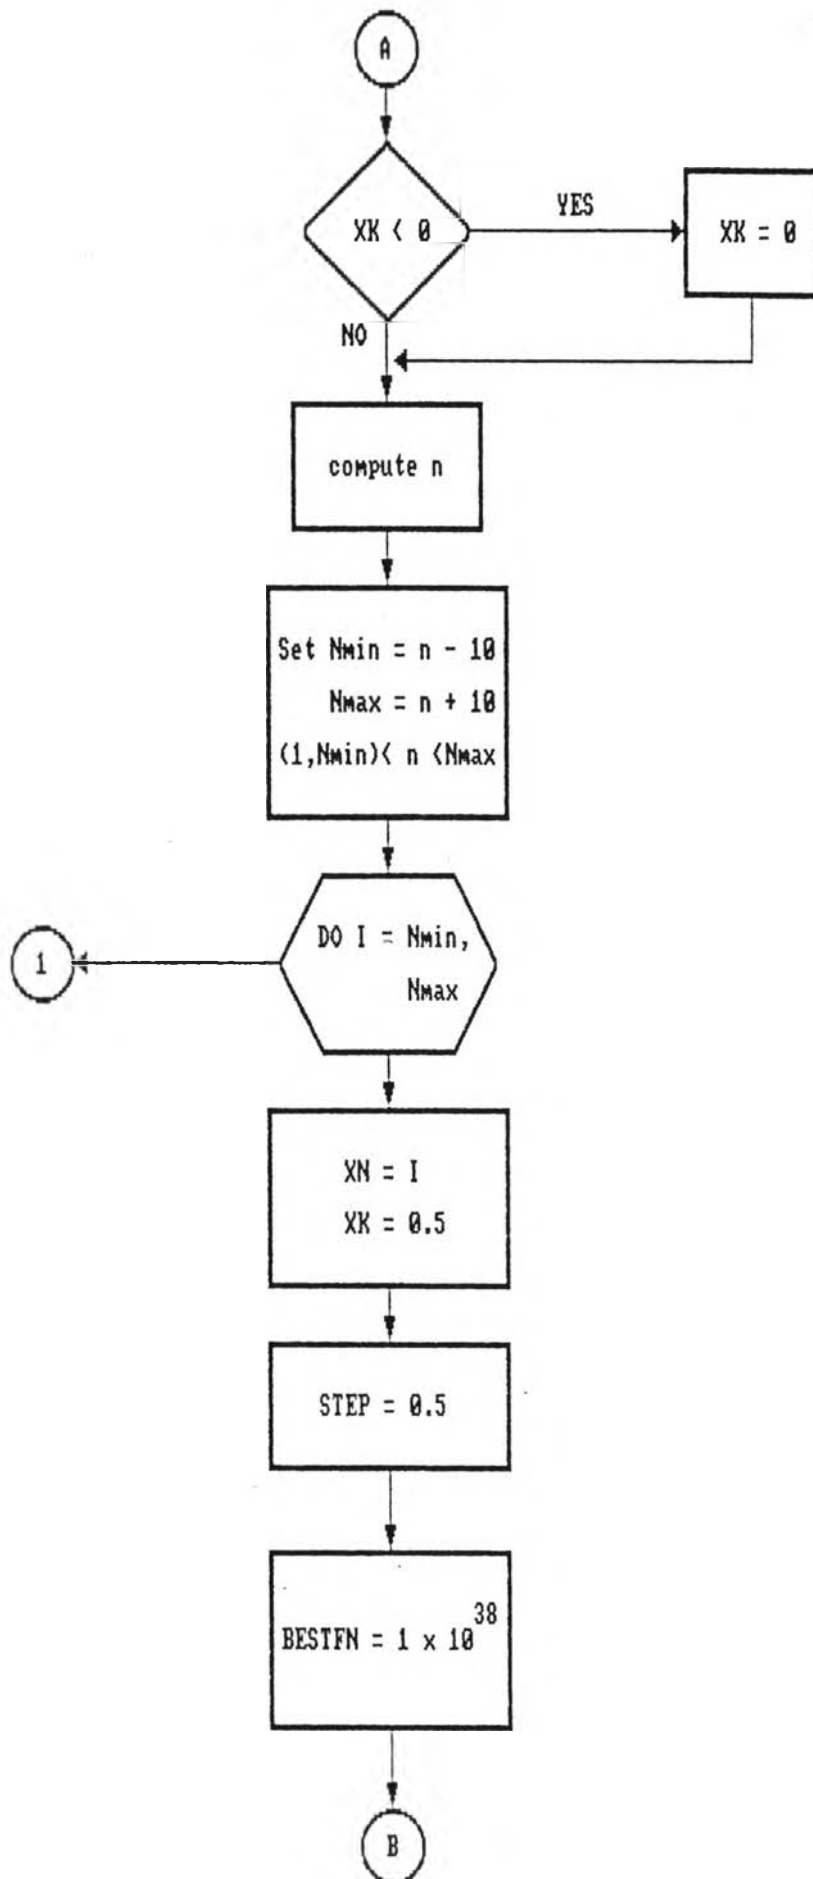 A
XK < 0
YES
XK = 0
NO
compute n
Set Nmin = n - 10
Nmax = n + 10
(1,Nmin)< n <Nmax
DO I = Nmin,
Nmax
1
XN = I
XK = 0.5
STEP = 0.5
BESTFN = 1 x 10^38
B